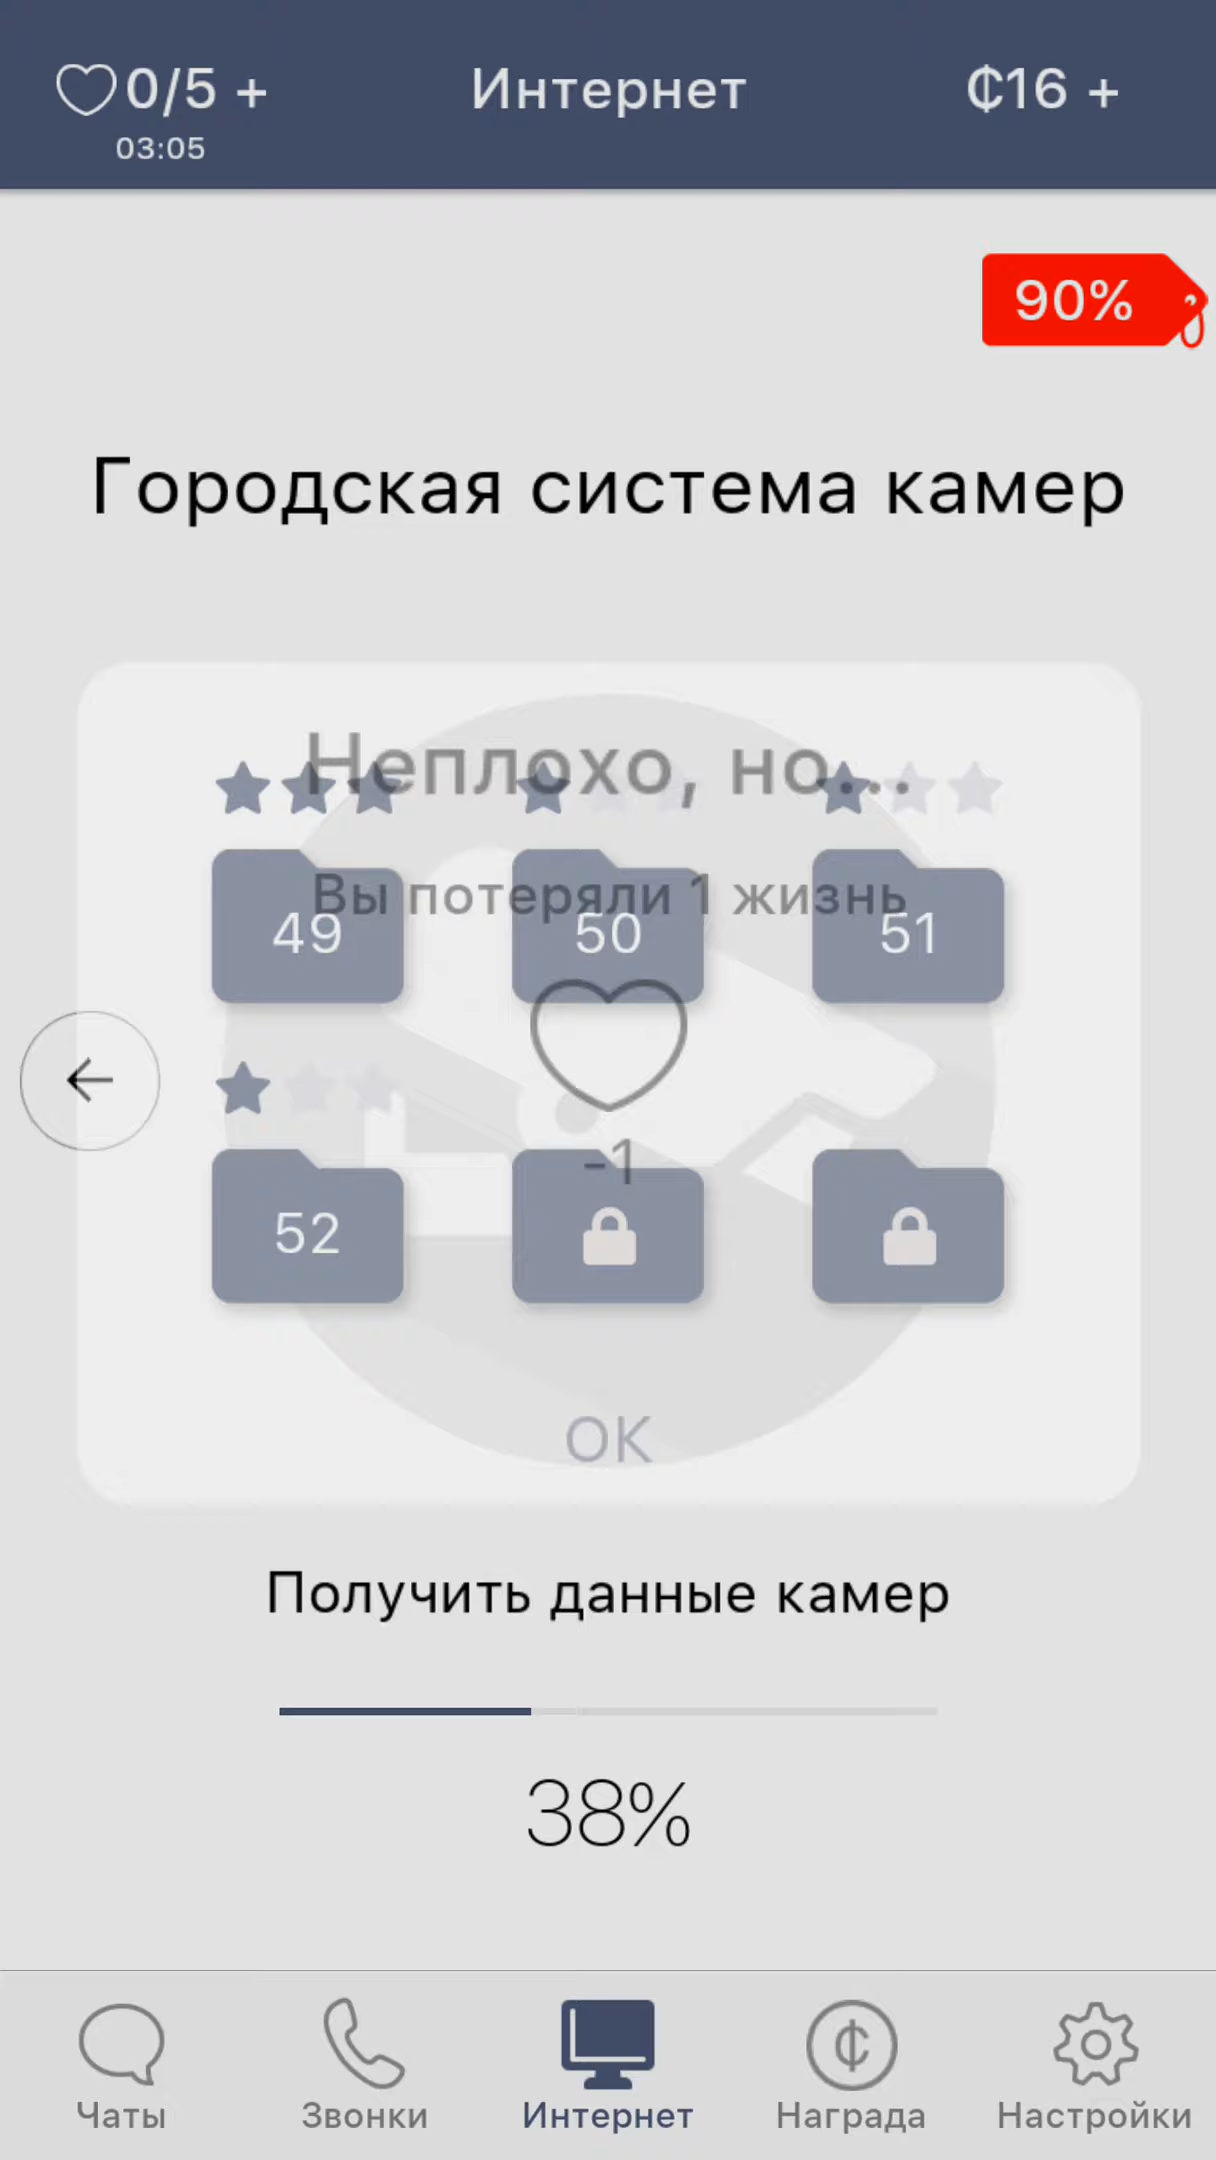 0/5 +
03:05
Интернет
₵16 +
90%
Городская система камер
Неплохо, но...
Вы потеряли 1 жизнь
49
50
51
-1
52
OK
Получить данные камер
38%
Чаты
Звонки
Интернет
Награда
Настройки